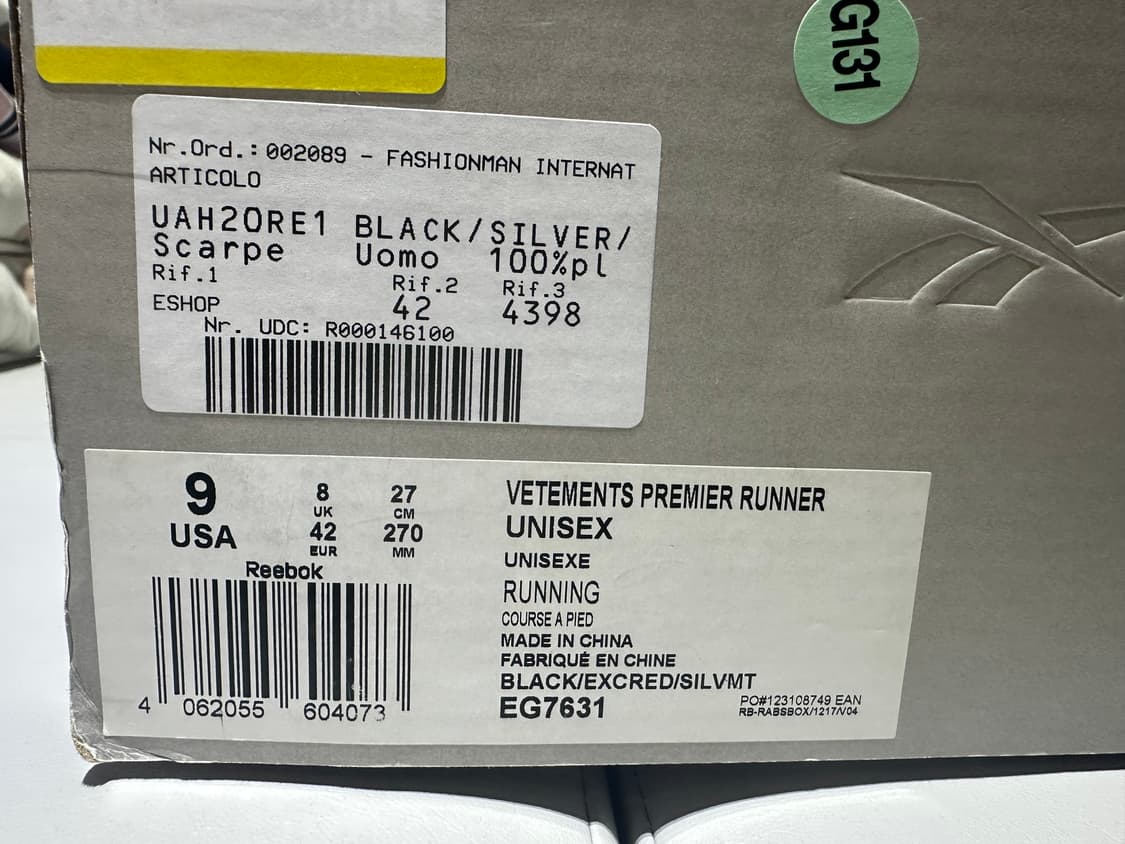 G131
Nr.Ord.: 002089 - FASHIONMAN INTERNAT
ARTICOLO
UAH20RE1 BLACK/SILVER/
Scarpe Uomo 100%pl
Rif.1 Rif.2 Rif.3
ESHOP 42 4398
Nr. UDC: R000146100
9 USA
8 UK
27 CM
42 EUR
270 MM
Reebok
4 062055 604073
VETEMENTS PREMIER RUNNER
UNISEX
UNISEXE
RUNNING
COURSE A PIED
MADE IN CHINA
FABRIQUÉ EN CHINE
BLACK/EXCRED/SILVMT
EG7631
PO#123108749 EAN
RB-RABSBOX/1217/V04